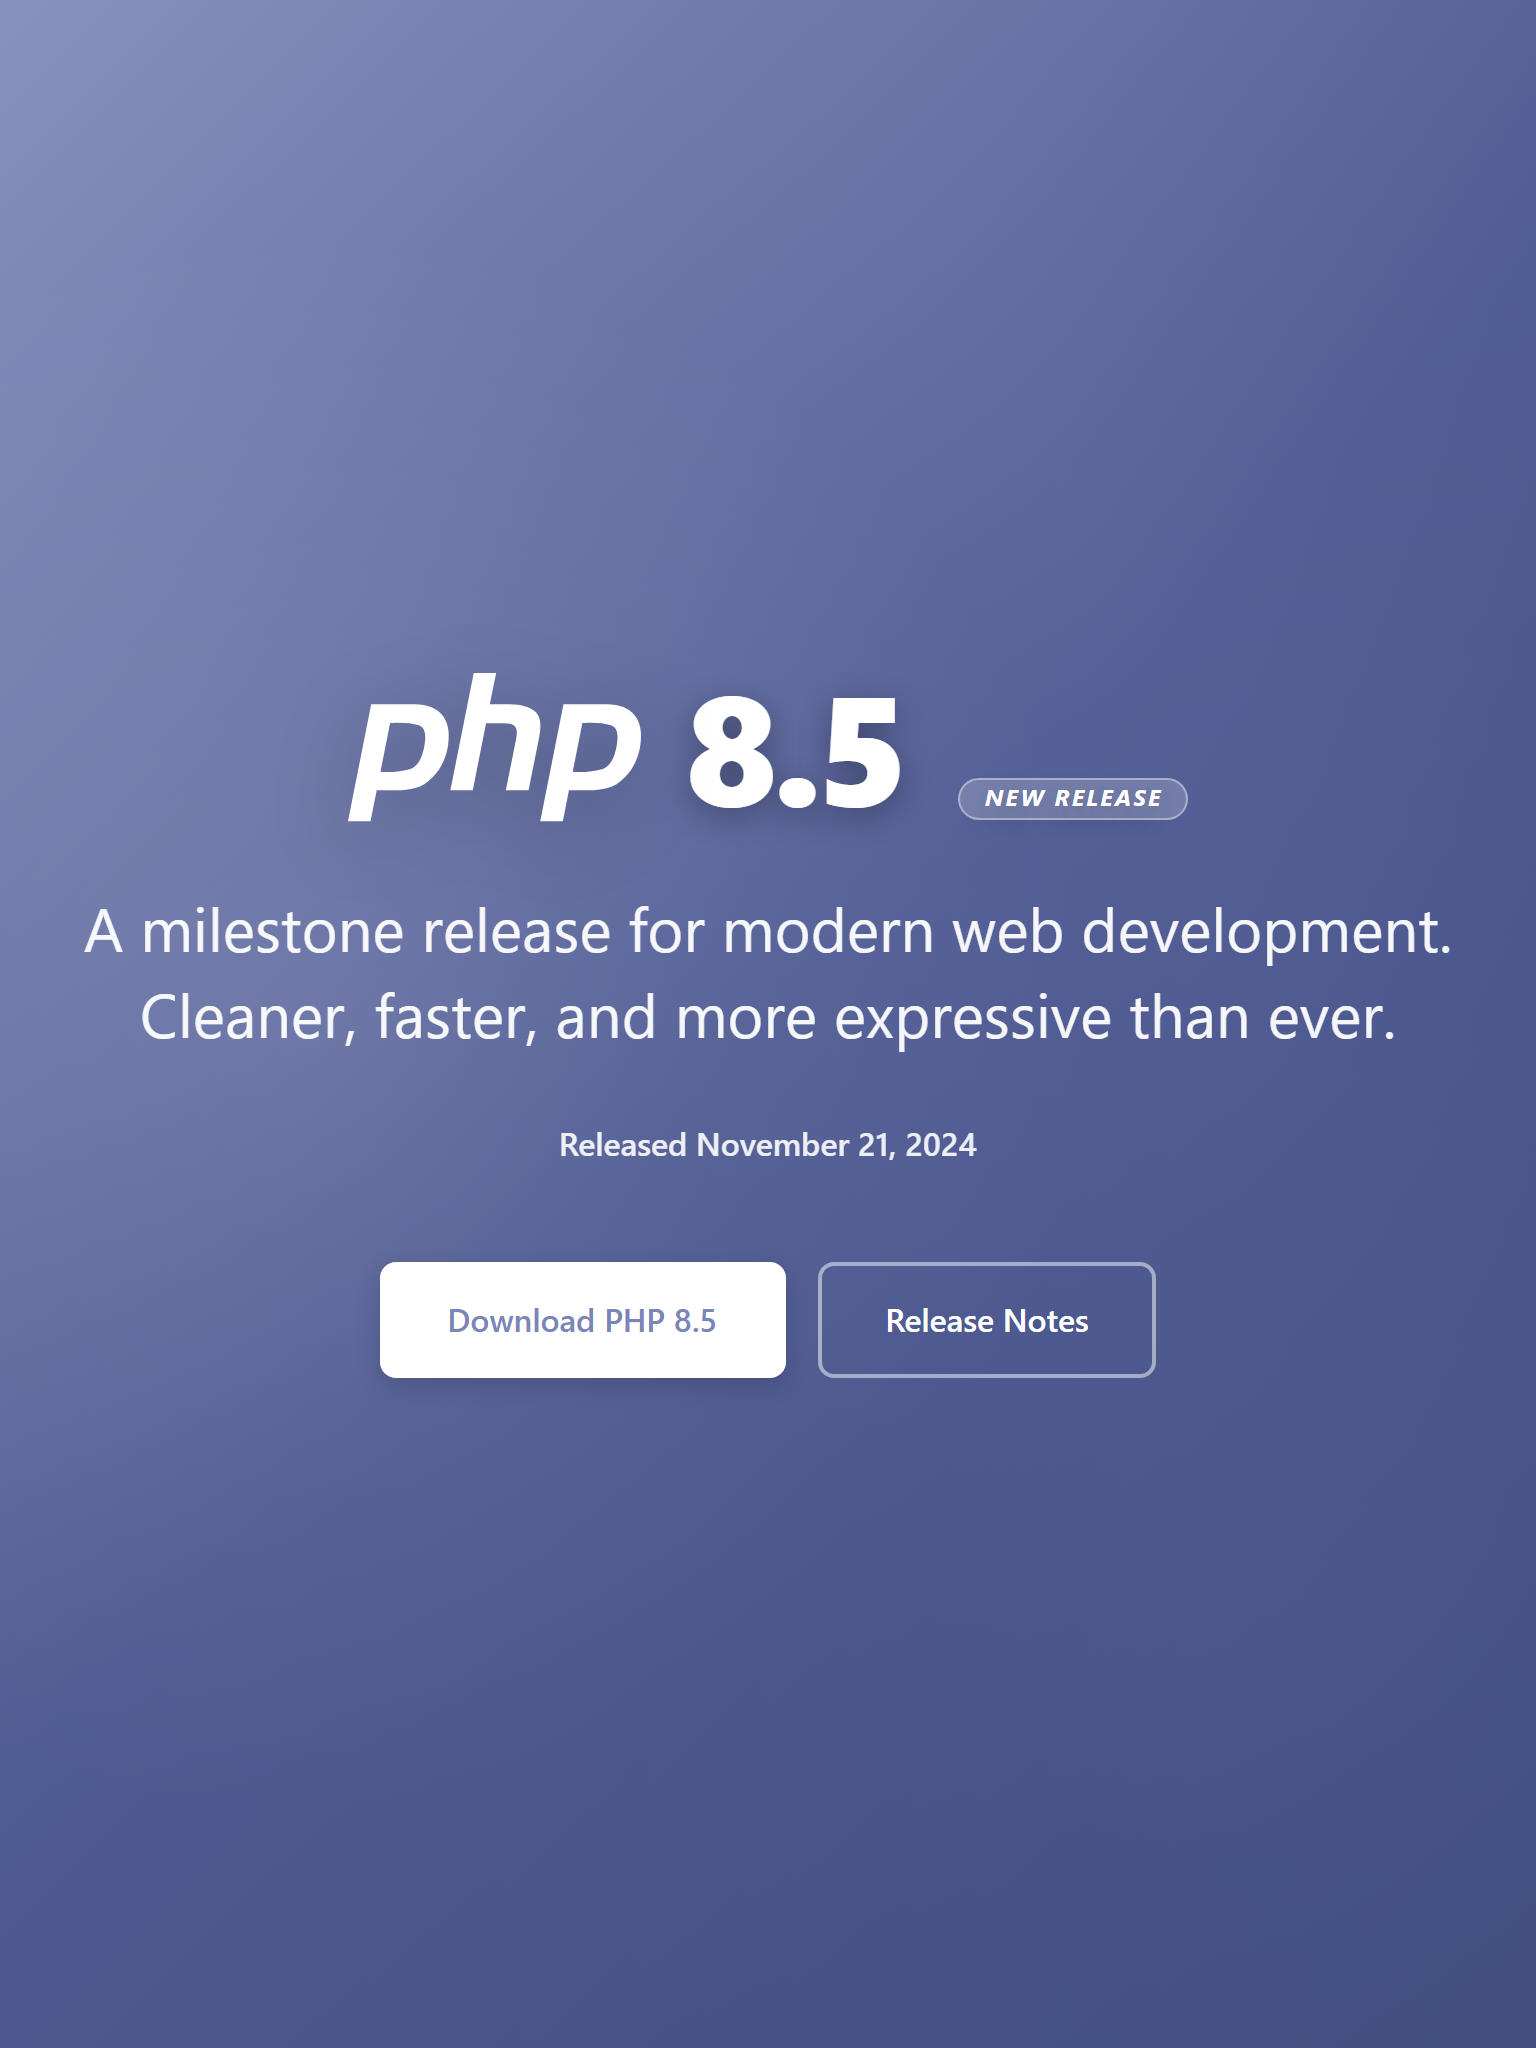 php 8.5 NEW RELEASE
A milestone release for modern web development.
Cleaner, faster, and more expressive than ever.
Released November 21, 2024
Download PHP 8.5
Release Notes